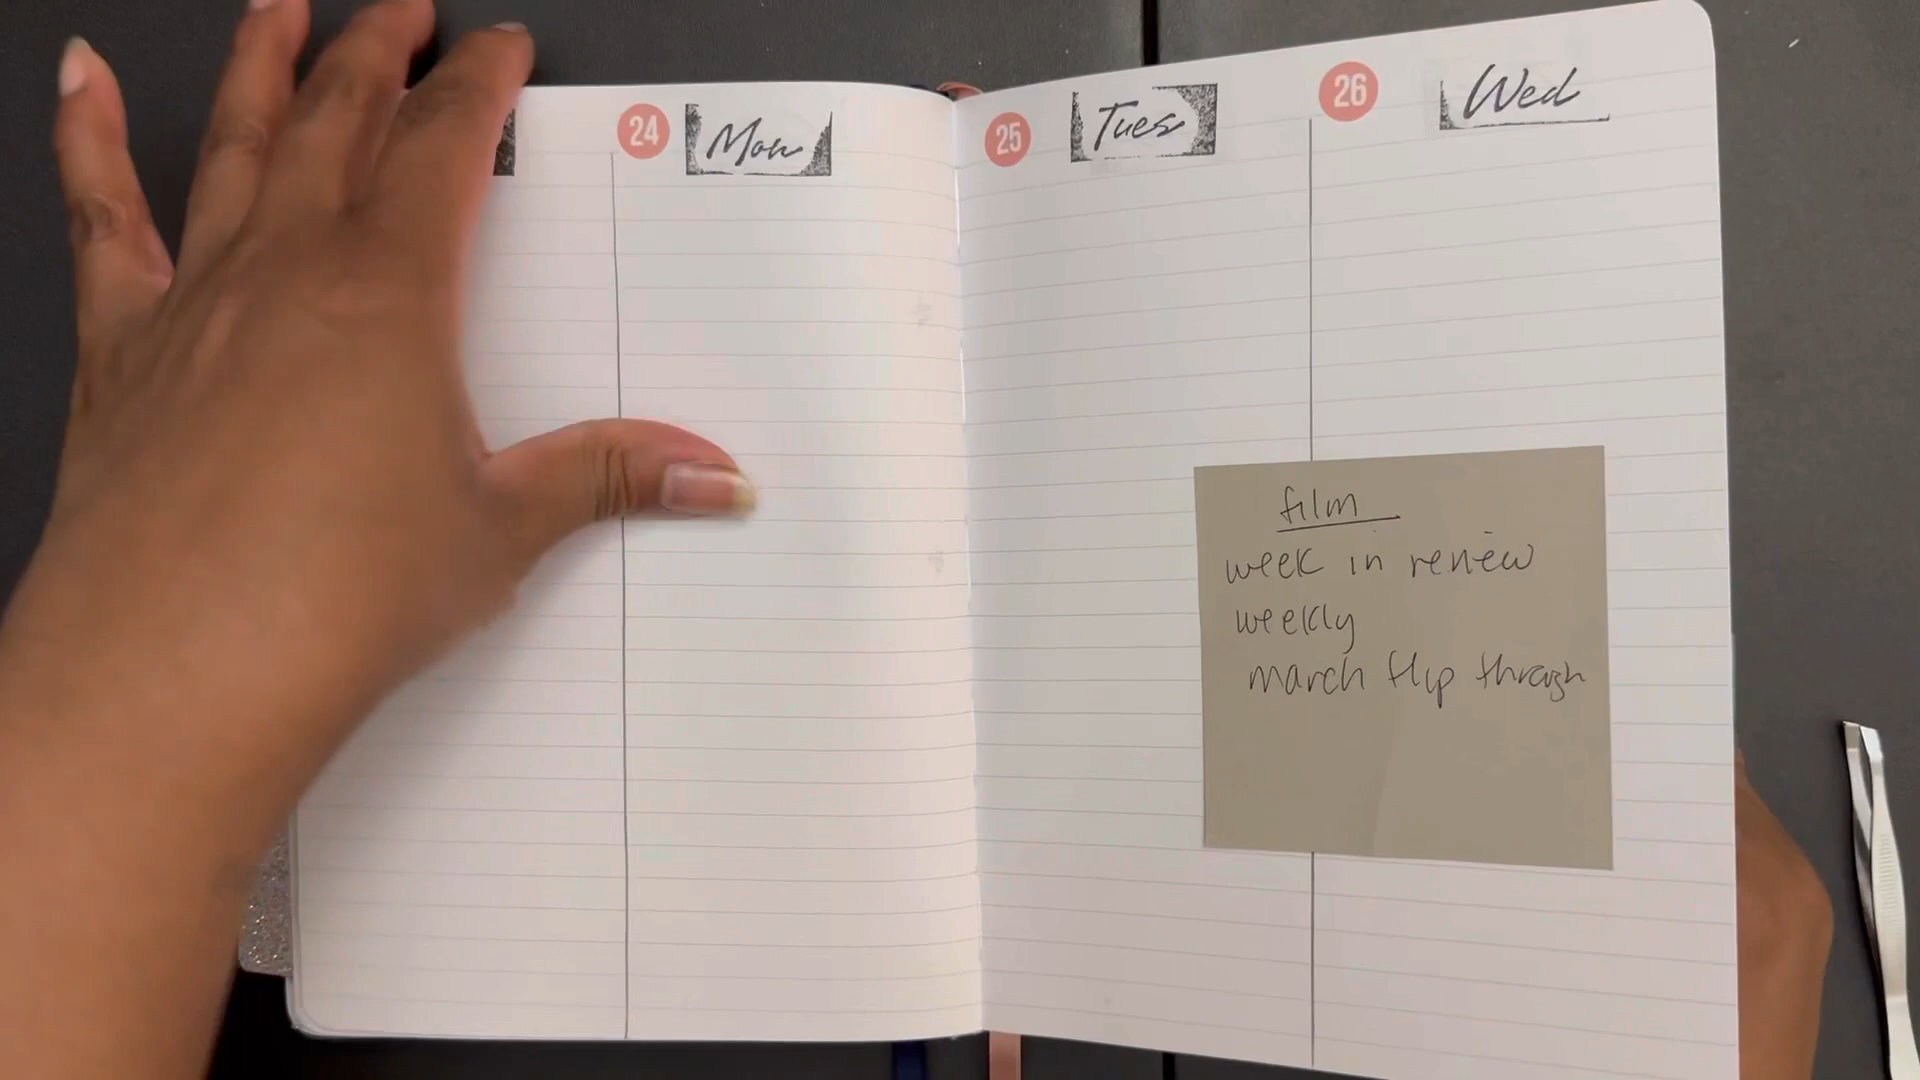 24 Mon
25 Tues
26 Wed
film
week in review
weekly
march flip through